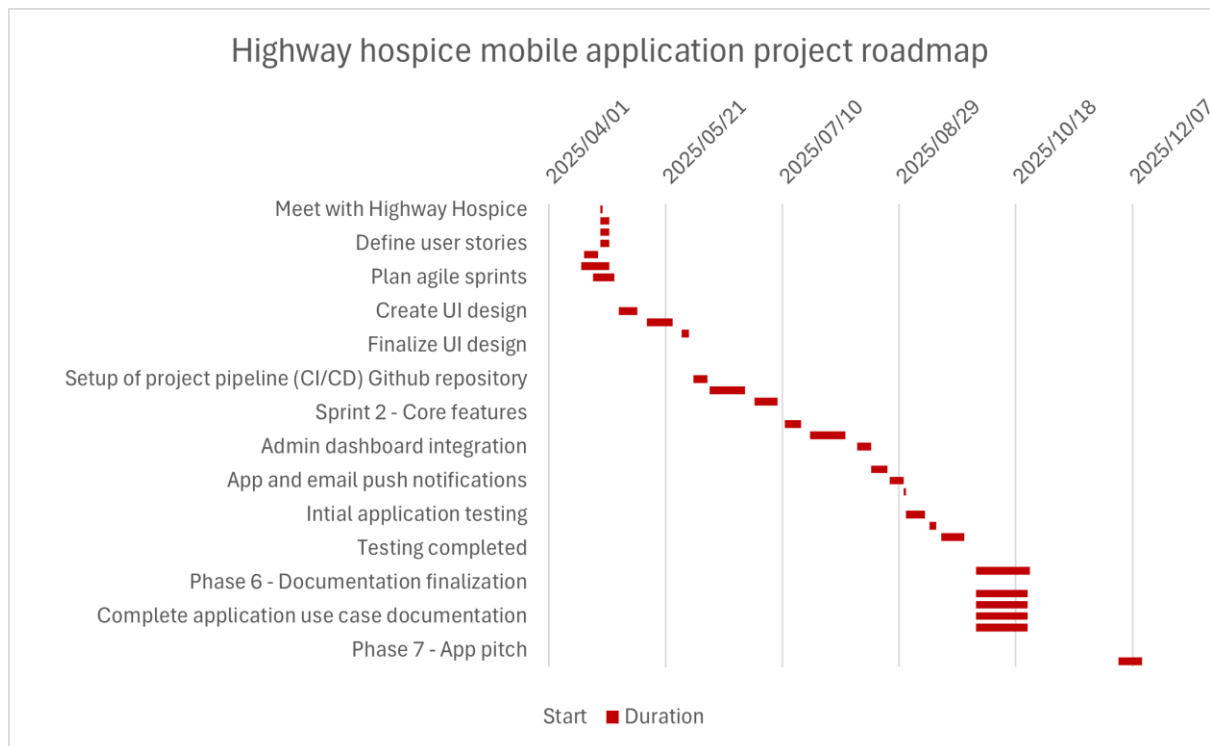 Highway hospice mobile application project roadmap
2025/04/01
2025/05/21
2025/07/10
2025/08/29
2025/10/18
2025/12/07
Meet with Highway Hospice
Define user stories
Plan agile sprints
Create UI design
Finalize UI design
Setup of project pipeline (CI/CD) Github repository
Sprint 2 - Core features
Admin dashboard integration
App and email push notifications
Intial application testing
Testing completed
Phase 6 - Documentation finalization
Complete application use case documentation
Phase 7 - App pitch
Start Duration